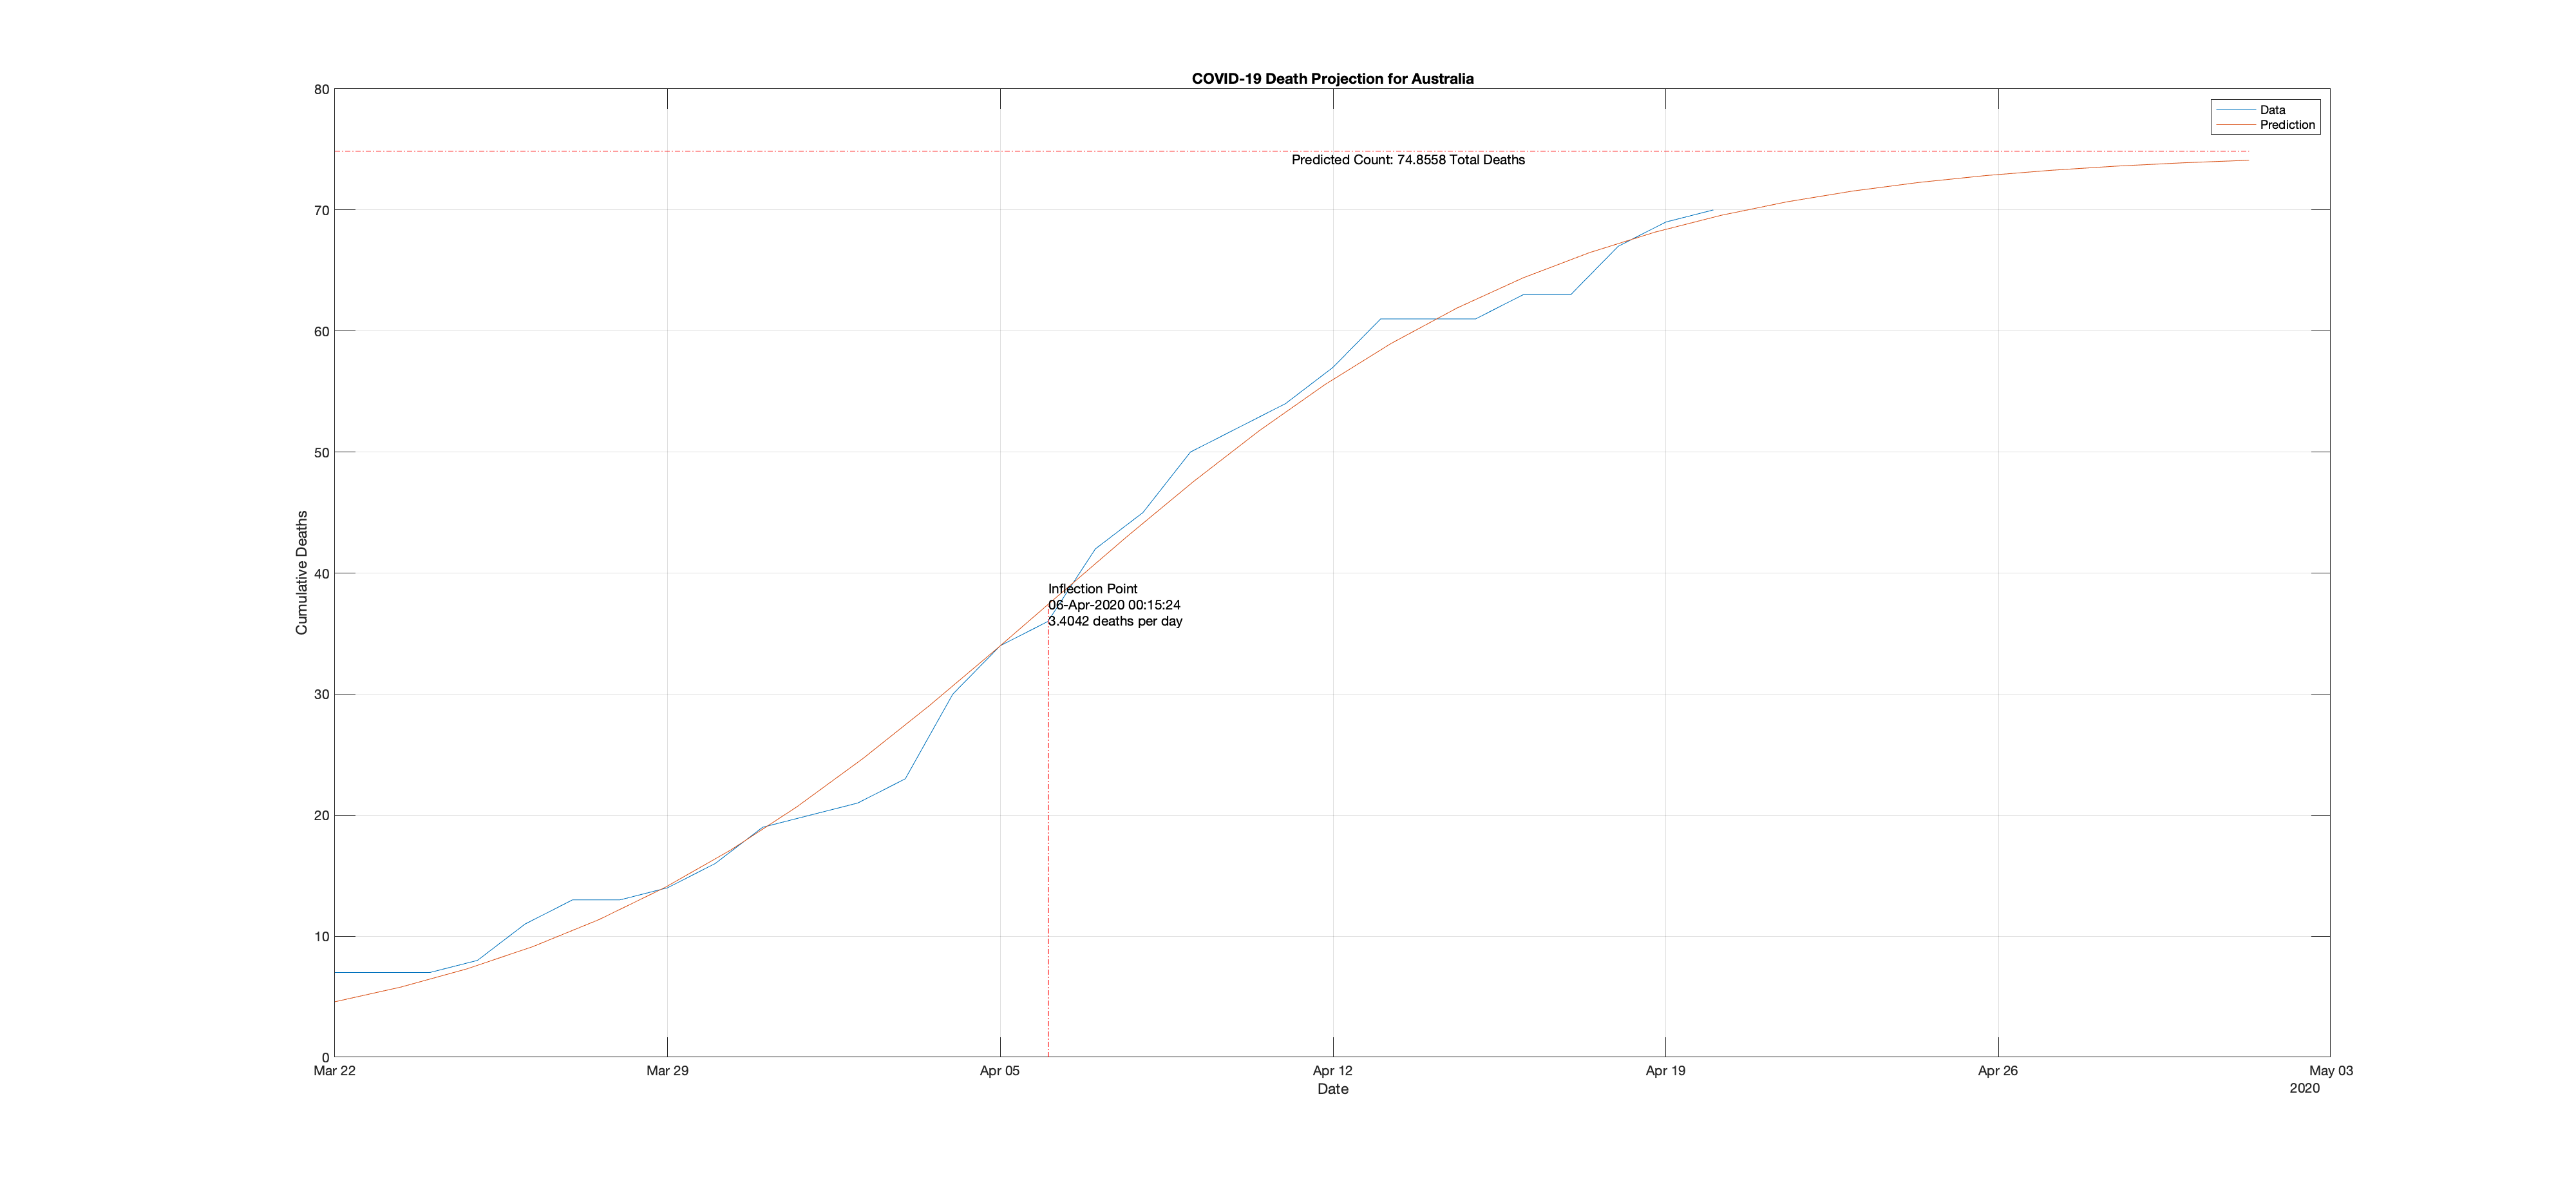 COVID-19 Death Projection for Australia
Data
Prediction
Predicted Count: 74.8558 Total Deaths
Inflection Point
06-Apr-2020 00:15:24
3.4042 deaths per day
Cumulative Deaths
80
70
60
50
40
30
20
10
0
Mar 22
Mar 29
Apr 05
Apr 12
Apr 19
Apr 26
May 03
Date
2020